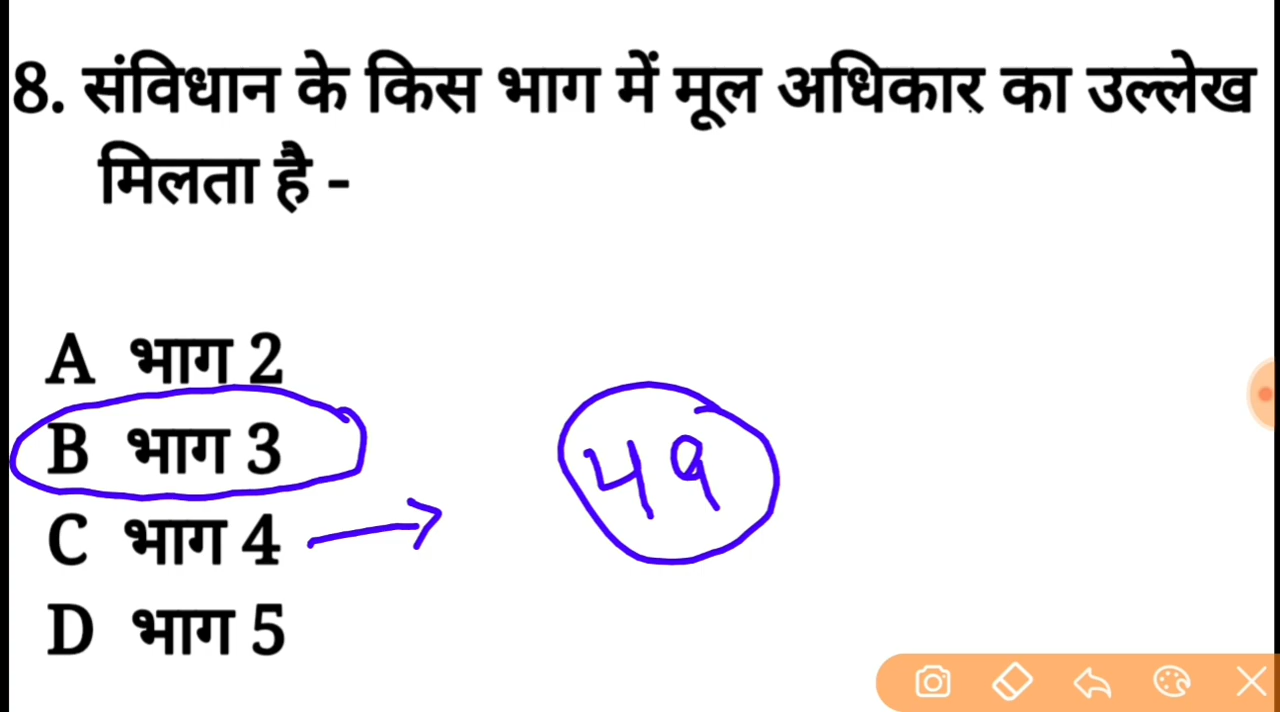 8. संविधान के किस भाग में मूल अधिकार का उल्लेख
मिलता है -
A भाग 2
B भाग 3
C भाग 4
49
D भाग 5